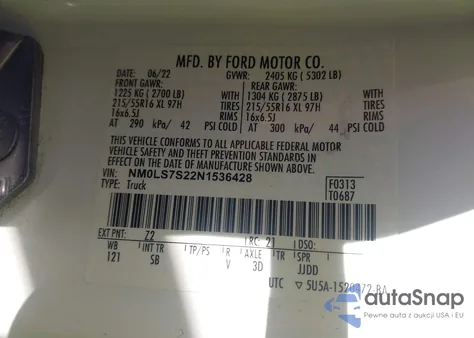 MFD. BY FORD MOTOR CO.
DATE: 06/22 GVWR: 2405 KG ( 5302 LB)
FRONT GAWR: REAR GAWR:
1225 KG ( 2700 LB) WITH 1304 KG ( 2875 LB) WITH
215/55R16 XL 97H TIRES 215/55R16 XL 97H TIRES
16x6.5J RIMS 16x6.5J RIMS
AT 290 kPa/ 42 PSI COLD AT 300 kPa/ 44 PSI COLD
THIS VEHICLE CONFORMS TO ALL APPLICABLE FEDERAL MOTOR
VEHICLE SAFETY AND THEFT PREVENTION STANDARDS IN
EFFECT ON THE DATE OF MANUFACTURE SHOWN ABOVE.
VIN: NM0LS7S22N1536428 F0313
TYPE: Truck T0687
EXT PNT: Z2 RC: 21 DSO:
WB INT TR TP/PS R AXLE TR SPR
121 SB V 3D JJDD
UTC ▽ 5U5A-1520472-BA
autoSnap
Pewne auta z aukcji w USA i EU